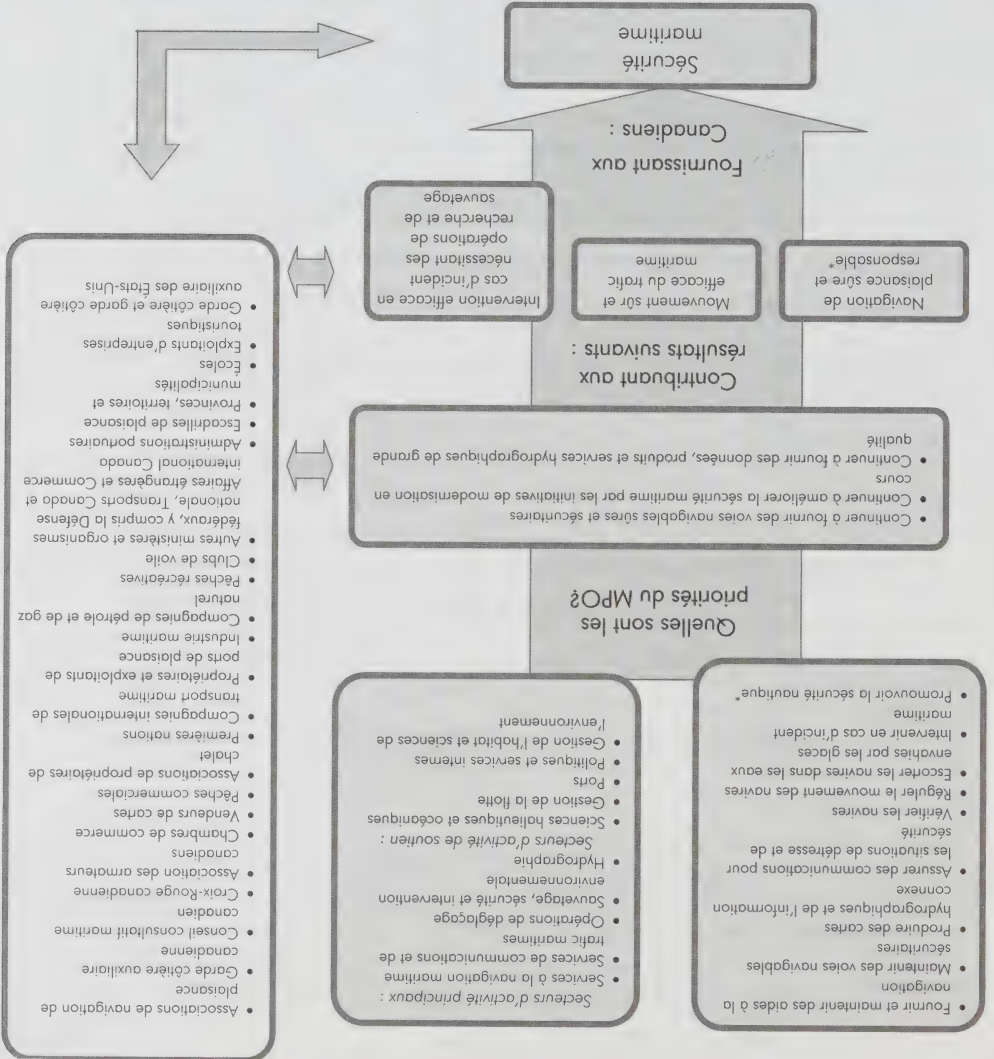 • Fournir et maintenir des aides à la
navigation
• Maintenir des voies navigables
sécuritaires
• Produire des cartes
hydrographiques et de l'information
connexe
• Assurer des communications pour
les situations de détresse et de
sécurité
• Vérifier les navires
• Réguler le mouvement des navires
• Escorter les navires dans les eaux
envahies par les glaces
• Intervenir en cas d'incident
maritime
• Promouvoir la sécurité nautique*
Secteurs d'activité principaux :
• Services à la navigation maritime
• Services de communications et de
trafic maritimes
• Opérations de déglaçage
• Sauvetage, sécurité et intervention
environnementale
• Hydrographie
Secteurs d'activité de soutien :
• Sciences halieutiques et océaniques
• Gestion de la flotte
• Ports
• Politiques et services internes
• Gestion de l'habitat et sciences de
l'environnement
• Associations de navigation de
plaisance
• Garde côtière auxiliaire
canadienne
• Conseil consultatif maritime
canadien
• Croix-Rouge canadienne
• Association des armateurs
canadiens
• Chambres de commerce
• Vendeurs de cartes
• Pêches commerciales
• Associations de propriétaires de
chalet
• Premières nations
• Compagnies internationales de
transport maritime
• Propriétaires et exploitants de
ports de plaisance
• Industrie maritime
• Compagnies de pétrole et de gaz
naturel
• Pêches récréatives
• Clubs de voile
• Autres ministères et organismes
fédéraux, y compris la Défense
nationale, Transports Canada et
Affaires étrangères et Commerce
international Canada
• Administrations portuaires
• Escadrilles de plaisance
• Provinces, territoires et
municipalités
• Écoles
• Exploitants d'entreprises
touristiques
• Garde côtière et garde côtière
auxiliaire des États-Unis
Quelles sont les
priorités du MPO?
• Continuer à fournir des voies navigables sûres et sécuritaires
• Continuer à améliorer la sécurité maritime par les initiatives de modernisation en
cours
• Continuer à fournir des données, produits et services hydrographiques de grande
qualité
Contribuant aux
résultats suivants :
Navigation de
plaisance sûre et
responsable*
Mouvement sûr et
efficace du trafic
maritime
Intervention efficace en
cas d'incident
nécessitant des
opérations de
recherche et de
sauvetage
Fournissant aux
Canadiens :
Sécurité
maritime